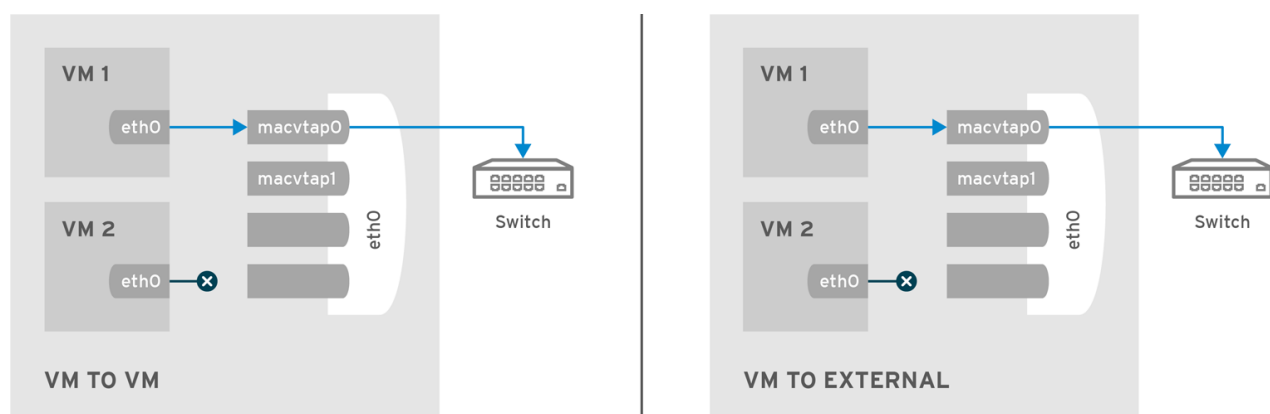 VM 1
eth0
macvtap0
macvtap1
VM 2
eth0
eth0
Switch
VM TO VM
VM 1
eth0
macvtap0
macvtap1
VM 2
eth0
eth0
Switch
VM TO EXTERNAL